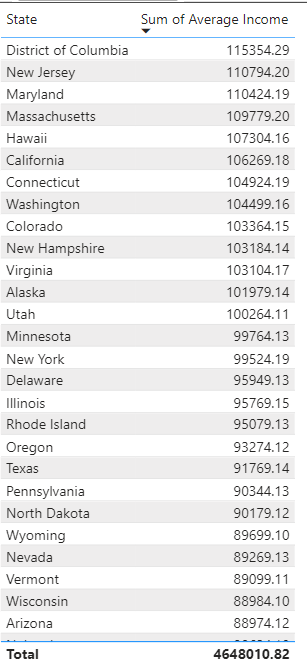 State Sum of Average Income
District of Columbia 115354.29
New Jersey 110794.20
Maryland 110424.19
Massachusetts 109779.20
Hawaii 107304.16
California 106269.18
Connecticut 104924.19
Washington 104499.16
Colorado 103364.15
New Hampshire 103184.14
Virginia 103104.17
Alaska 101979.14
Utah 100264.11
Minnesota 99764.13
New York 99524.19
Delaware 95949.13
Illinois 95769.15
Rhode Island 95079.13
Oregon 93274.12
Texas 91769.14
Pennsylvania 90344.13
North Dakota 90179.12
Wyoming 89699.10
Nevada 89269.13
Vermont 89099.11
Wisconsin 88984.10
Arizona 88974.12
Total 4648010.82